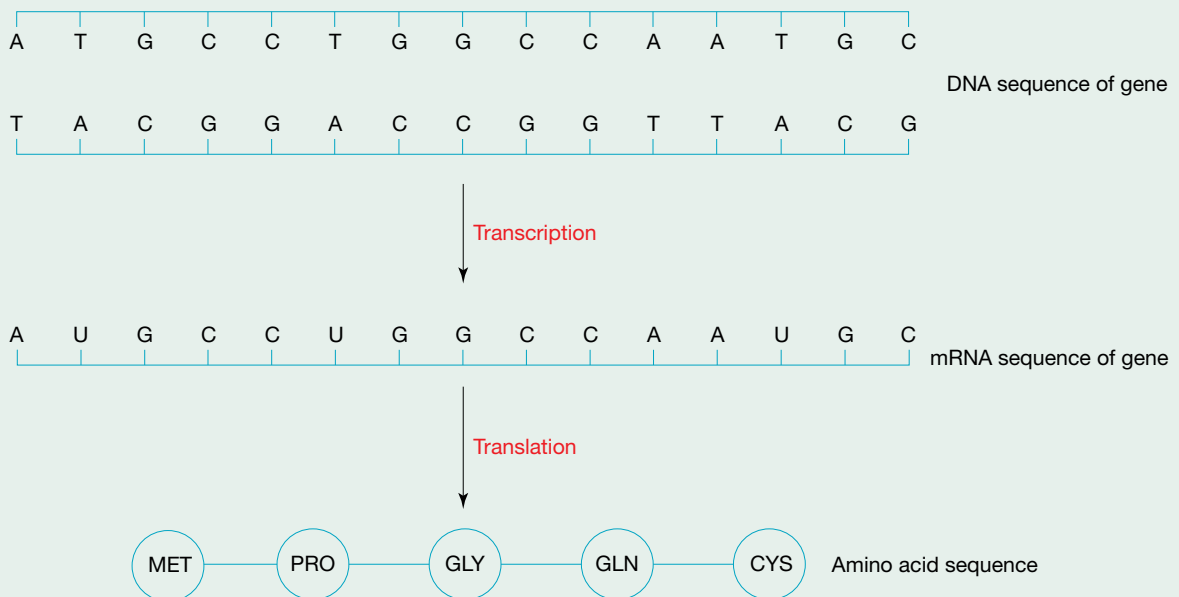 A T G C C T G G C C A A T G C
DNA sequence of gene
T A C G G A C C G G T T A C G
Transcription
A U G C C U G G C C A A U G C
mRNA sequence of gene
Translation
MET PRO GLY GLN CYS Amino acid sequence